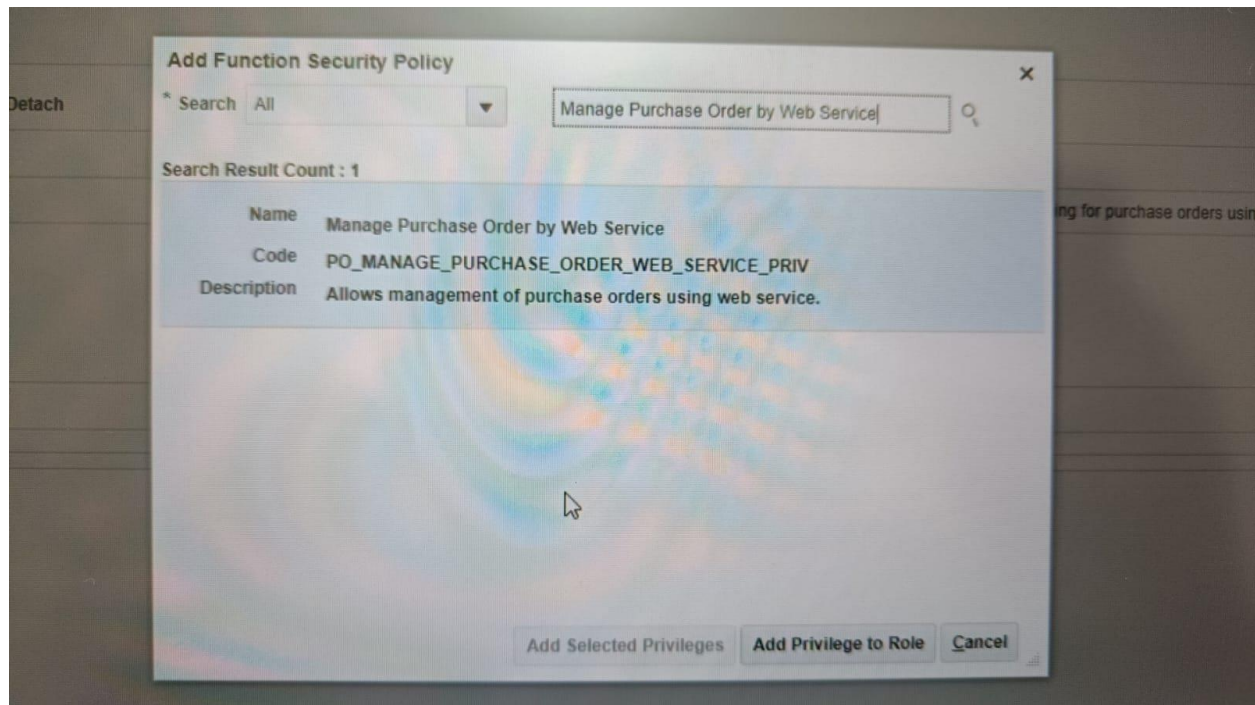 Add Function Security Policy
Detach
* Search All
Manage Purchase Order by Web Service
Search Result Count : 1
ing for purchase orders usin
Name Manage Purchase Order by Web Service
Code PO_MANAGE_PURCHASE_ORDER_WEB_SERVICE_PRIV
Description Allows management of purchase orders using web service.
Add Selected Privileges Add Privilege to Role Cancel